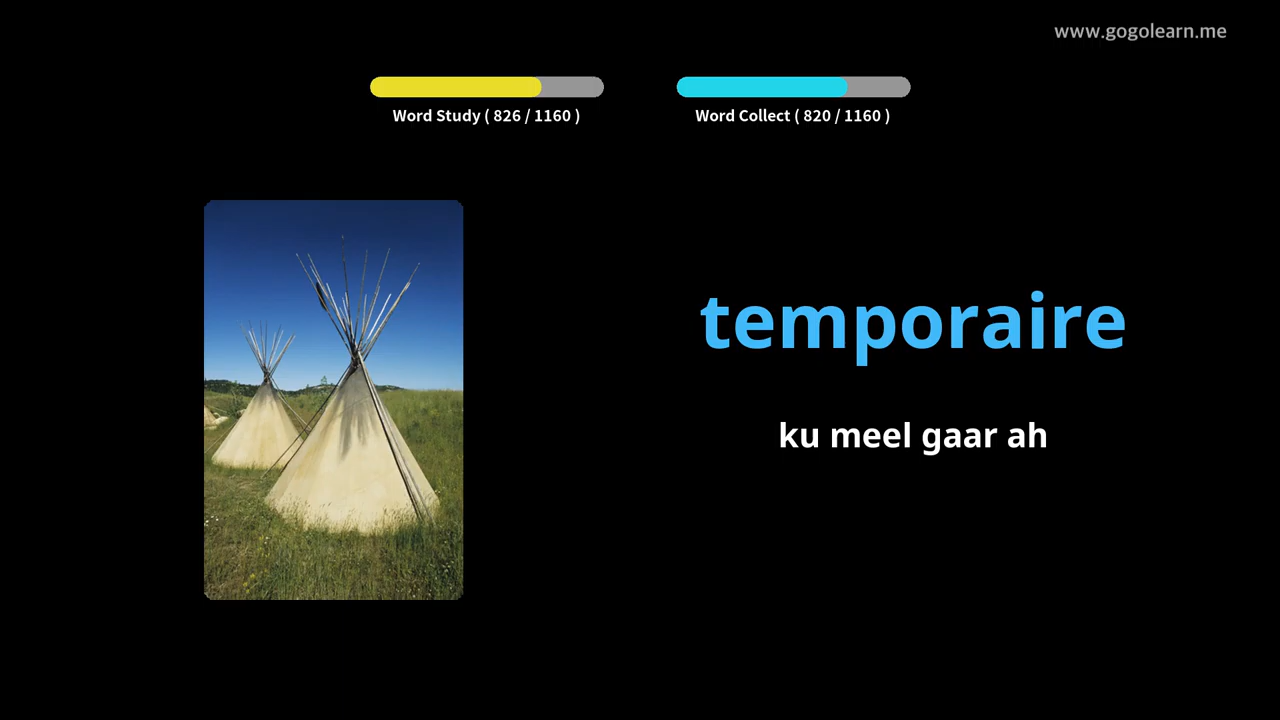 www.gogolearn.me
Word Study ( 826 / 1160 )
Word Collect ( 820 / 1160 )
temporaire
ku meel gaar ah